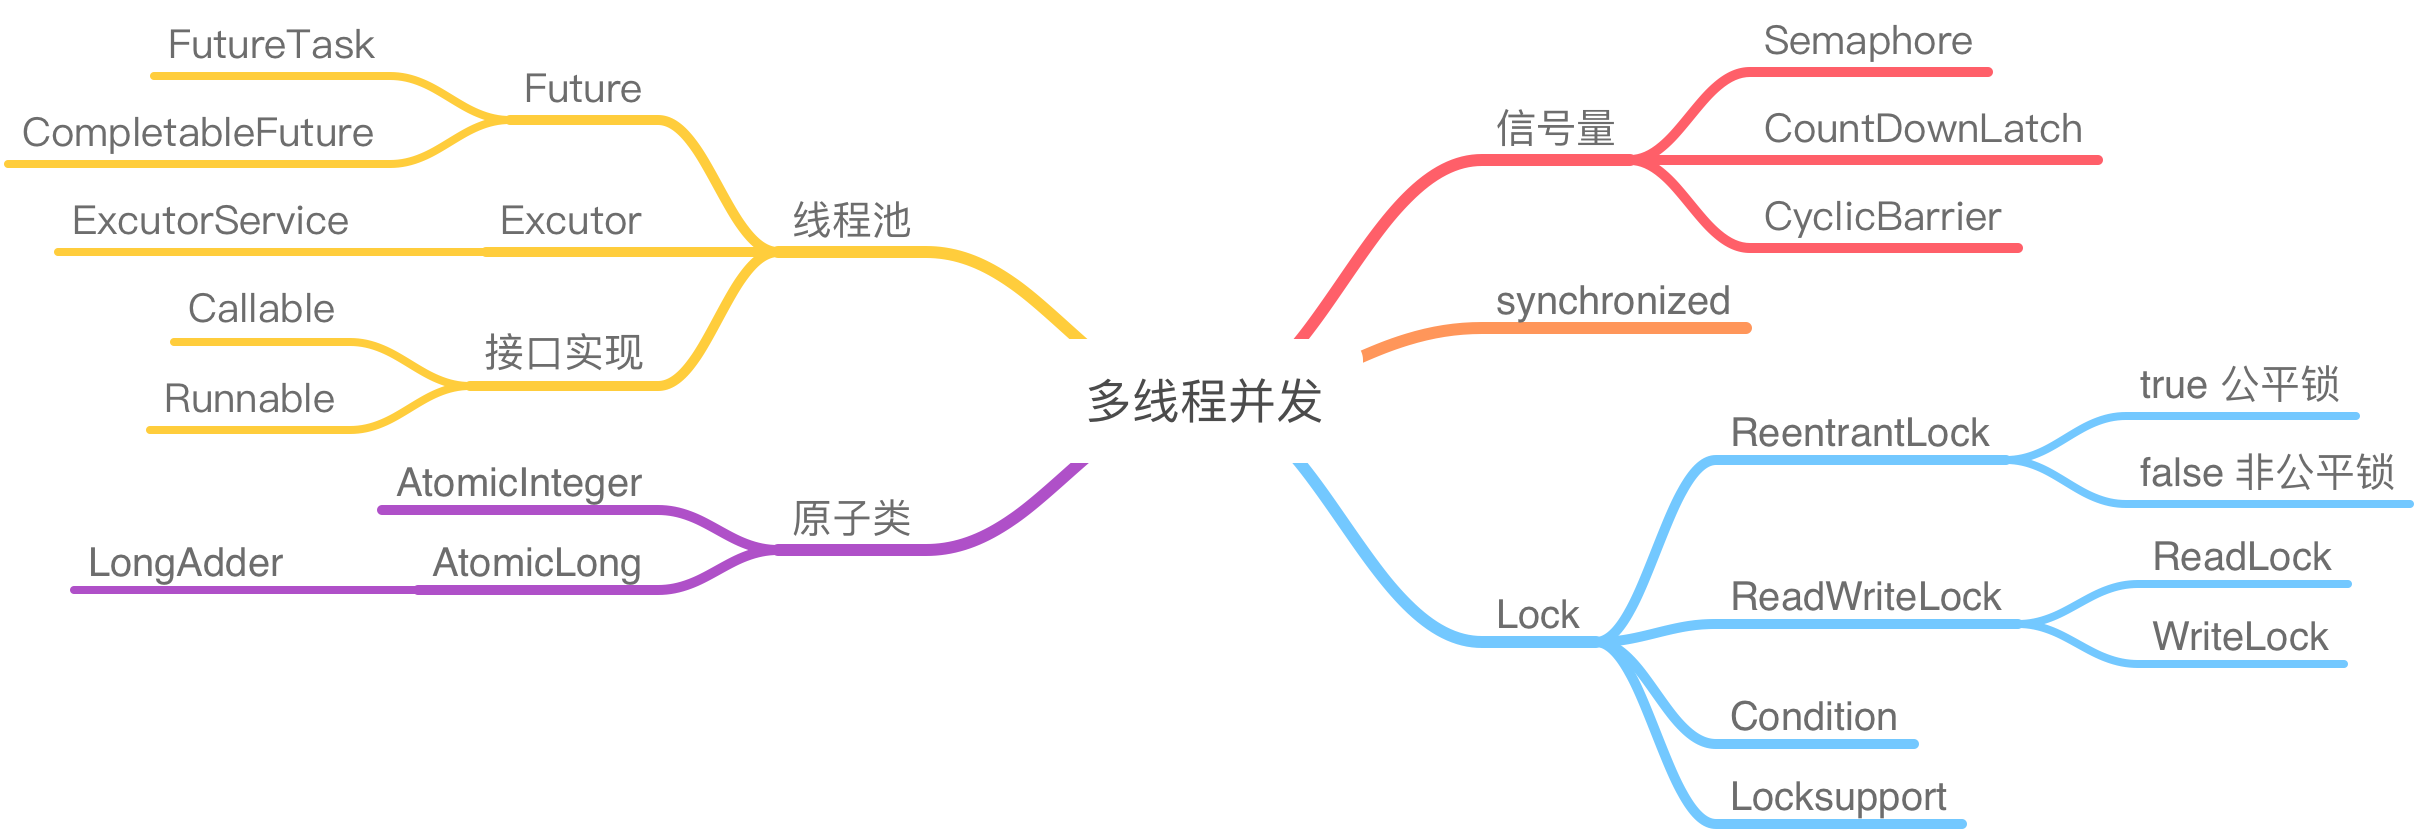 多线程并发
信号量
Semaphore
CountDownLatch
CyclicBarrier
synchronized
Lock
ReentrantLock
true 公平锁
false 非公平锁
ReadWriteLock
ReadLock
WriteLock
Condition
Locksupport
线程池
Future
FutureTask
CompletableFuture
Excutor
ExcutorService
接口实现
Callable
Runnable
原子类
AtomicInteger
AtomicLong
LongAdder